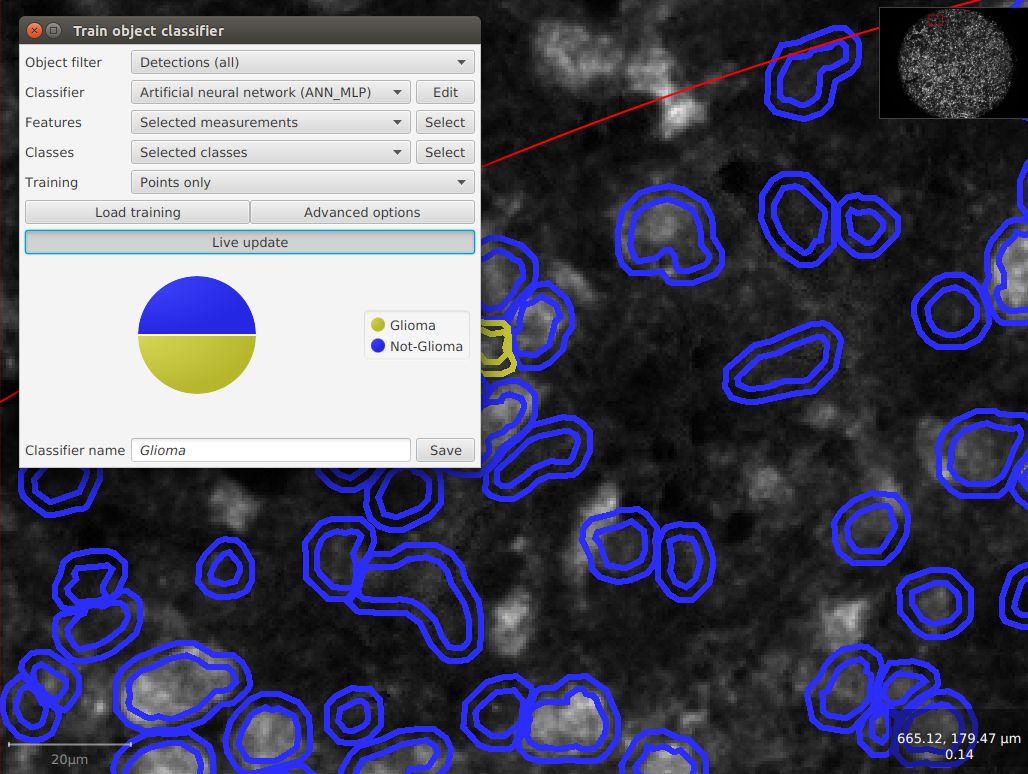 Train object classifier
Object filter Detections (all)
Classifier Artificial neural network (ANN_MLP) Edit
Features Selected measurements Select
Classes Selected classes Select
Training Points only
Load training Advanced options
Live update
Glioma
Not-Glioma
Classifier name Glioma Save
20µm
665.12, 179.47 µm
0.14